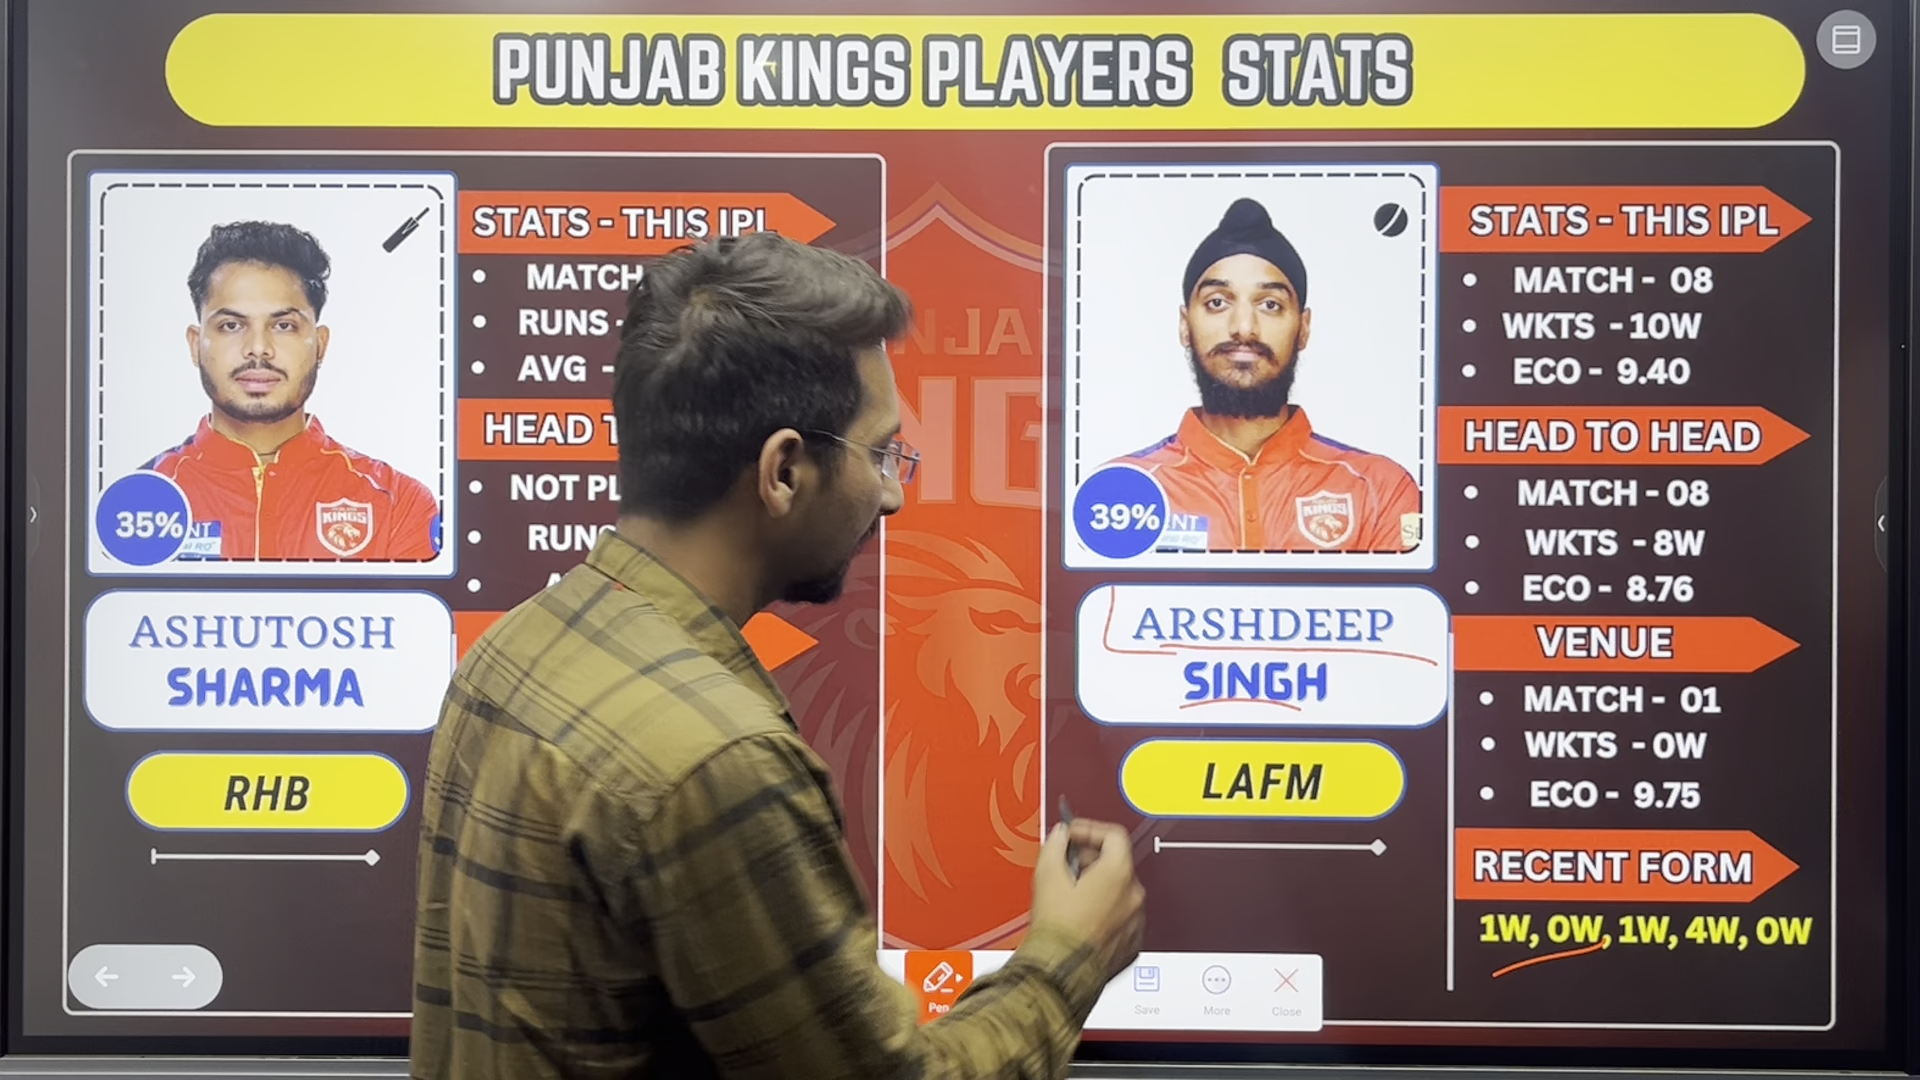 PUNJAB KINGS PLAYERS STATS
STATS - THIS IPL
MATCH
RUNS -
AVG -
HEAD
NOT PL
RUNS
35%
ASHUTOSH
SHARMA
RHB
STATS - THIS IPL
MATCH - 08
WKTS - 10W
ECO - 9.40
HEAD TO HEAD
MATCH - 08
WKTS - 8W
ECO - 8.76
VENUE
MATCH - 01
WKTS - 0W
ECO - 9.75
RECENT FORM
1W, 0W, 1W, 4W, 0W
KINGS
KINGS
39%
ARSHDEEP
SINGH
LAFM
Pen
Save
More
Close